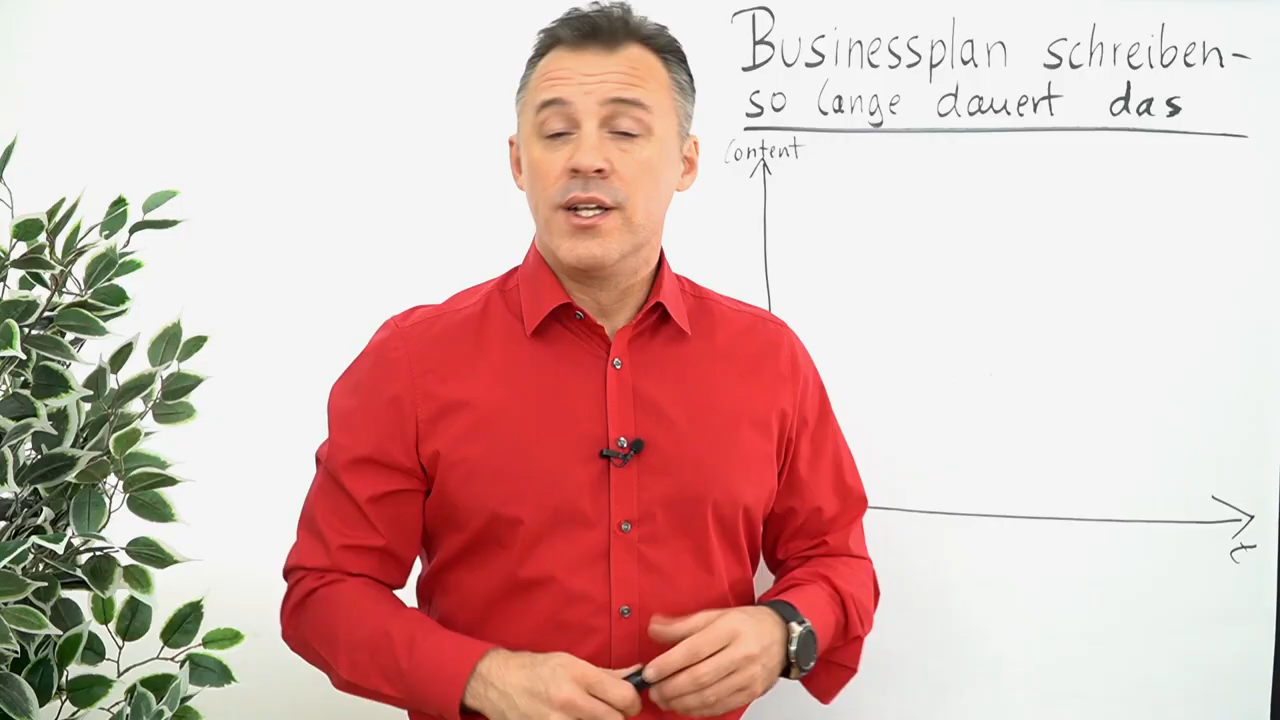 Businessplan schreiben-
so lange dauert das
Content
t